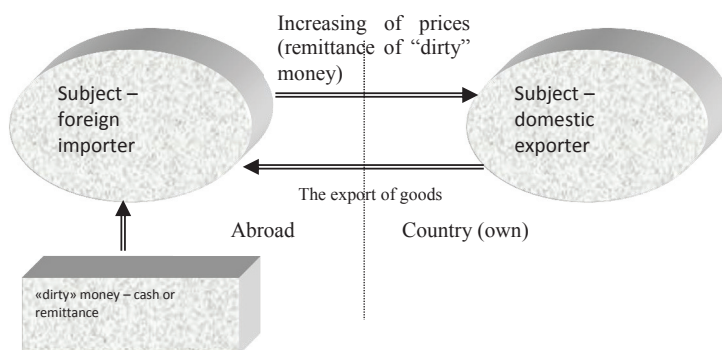 Increasing of prices
(remittance of “dirty”
money)
Subject –
foreign
importer
Subject –
domestic
exporter
The export of goods
Abroad
Country (own)
«dirty» money – cash or
remittance